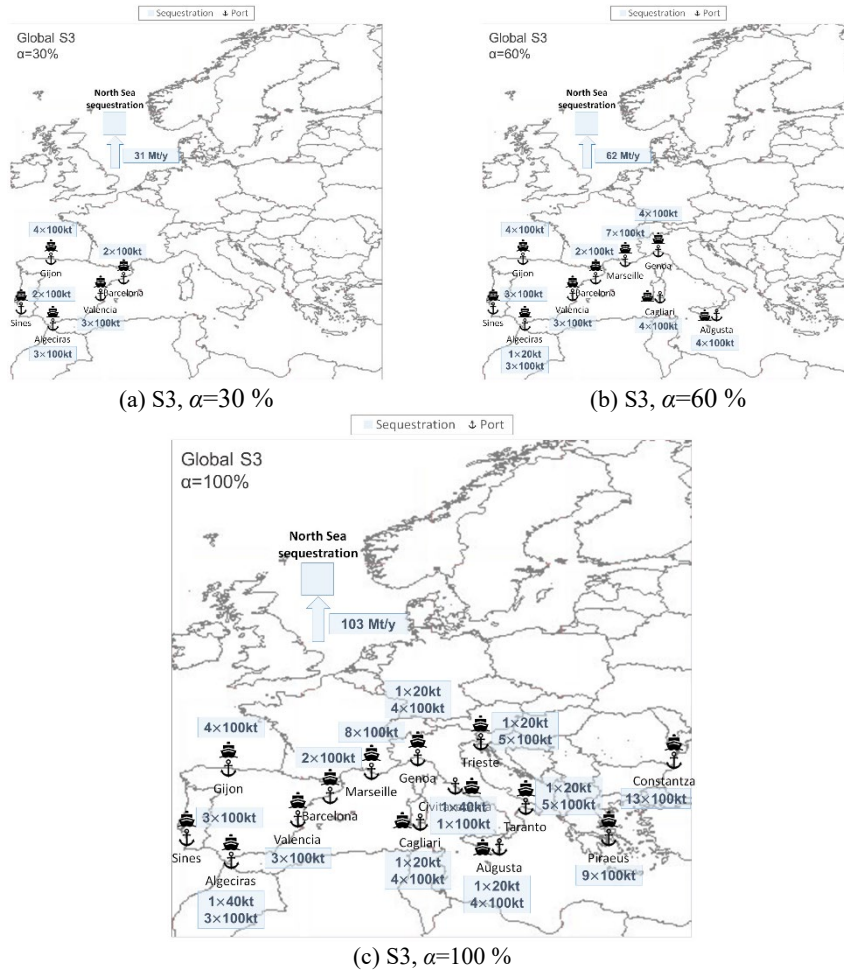 Sequestration Port
Global S3
α=30%
North Sea
sequestration
31 Mt/y
4×100kt
2×100kt
Gijon
2×100kt
Barcelona
Sines
Valencia
3×100kt
Algeciras
3×100kt
(a) S3, α=30 %
Sequestration Port
Global S3
α=60%
North Sea
sequestration
62 Mt/y
4×100kt
4×100kt
7×100kt
2×100kt
Genoa
Gijon
Marseille
3×100kt
Barcelona
Sines
Valencia
Cagliari
3×100kt
4×100kt
Augusta
4×100kt
Algeciras
1×20kt
3×100kt
(b) S3, α=60 %
Sequestration Port
Global S3
α=100%
North Sea
sequestration
103 Mt/y
1×20kt
4×100kt
4×100kt
8×100kt
1×20kt
5×100kt
2×100kt
Gijon
Marseille
Genoa
Trieste
Constantza
13×100kt
1×20kt
5×100kt
3×100kt
Barcelona
1×40kt
1×100kt
Taranto
Sines
Valencia
3×100kt
Cagliari
1×20kt
4×100kt
Augusta
1×20kt
4×100kt
Piraeus
9×100kt
Algeciras
1×40kt
3×100kt
(c) S3, α=100 %